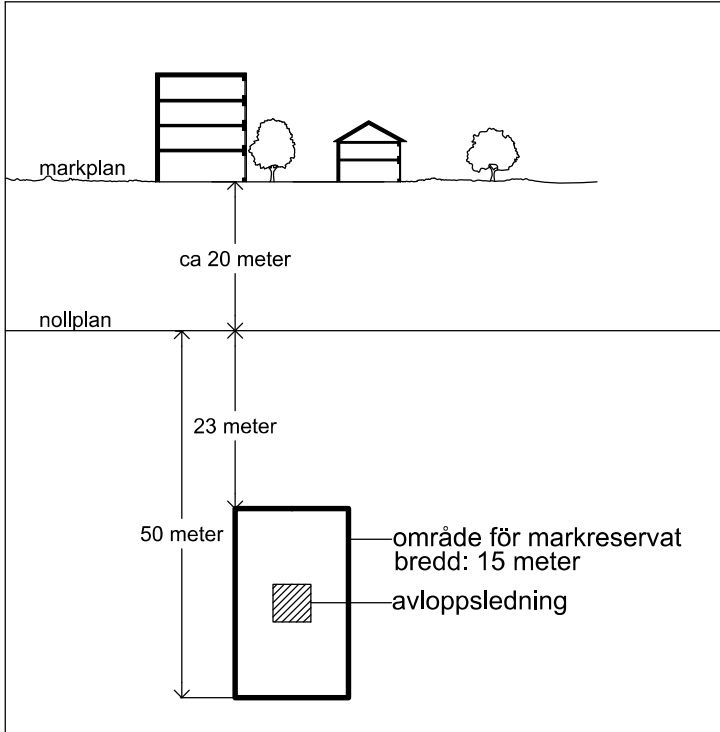 markplan
ca 20 meter
nollplan
23 meter
50 meter
område för markreservat
bredd: 15 meter
avloppsledning